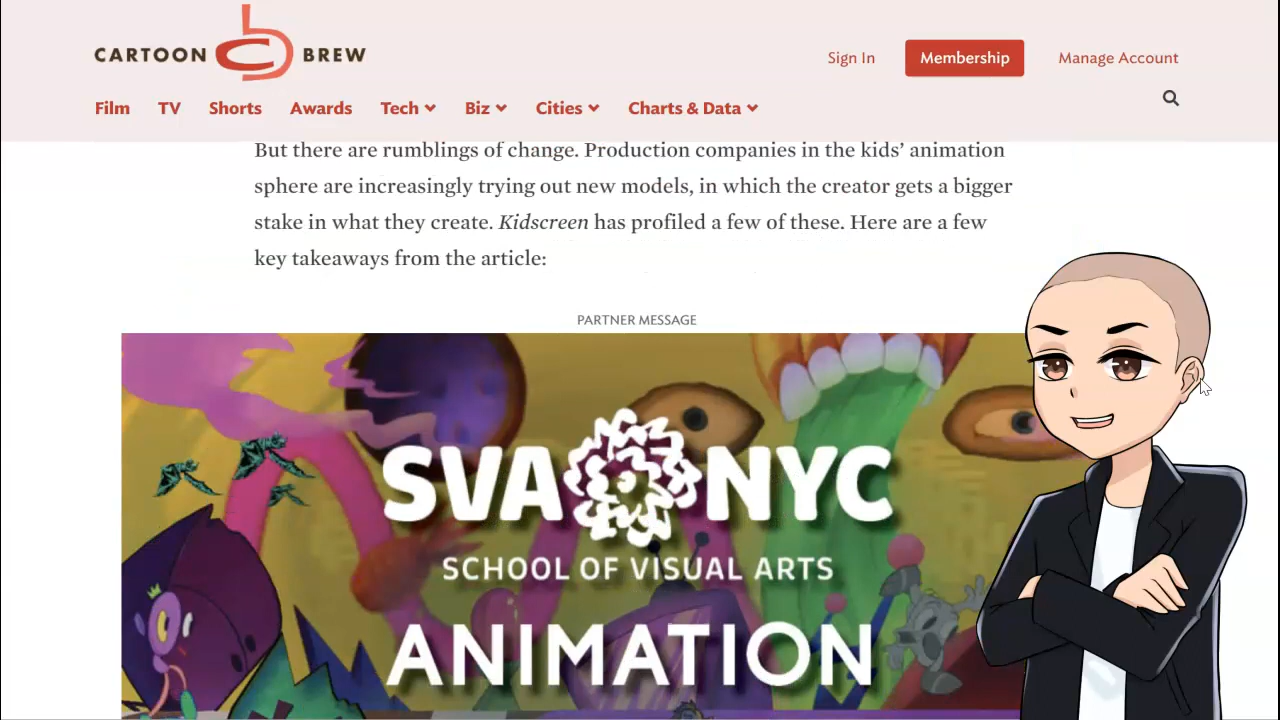 CARTOON BREW
Sign In
Membership
Manage Account
Film
TV
Shorts
Awards
Tech
Biz
Cities
Charts & Data
But there are rumblings of change. Production companies in the kids’ animation
sphere are increasingly trying out new models, in which the creator gets a bigger
stake in what they create. Kidscreen has profiled a few of these. Here are a few
key takeaways from the article:
PARTNER MESSAGE
SVA NYC
SCHOOL OF VISUAL ARTS
ANIMATION